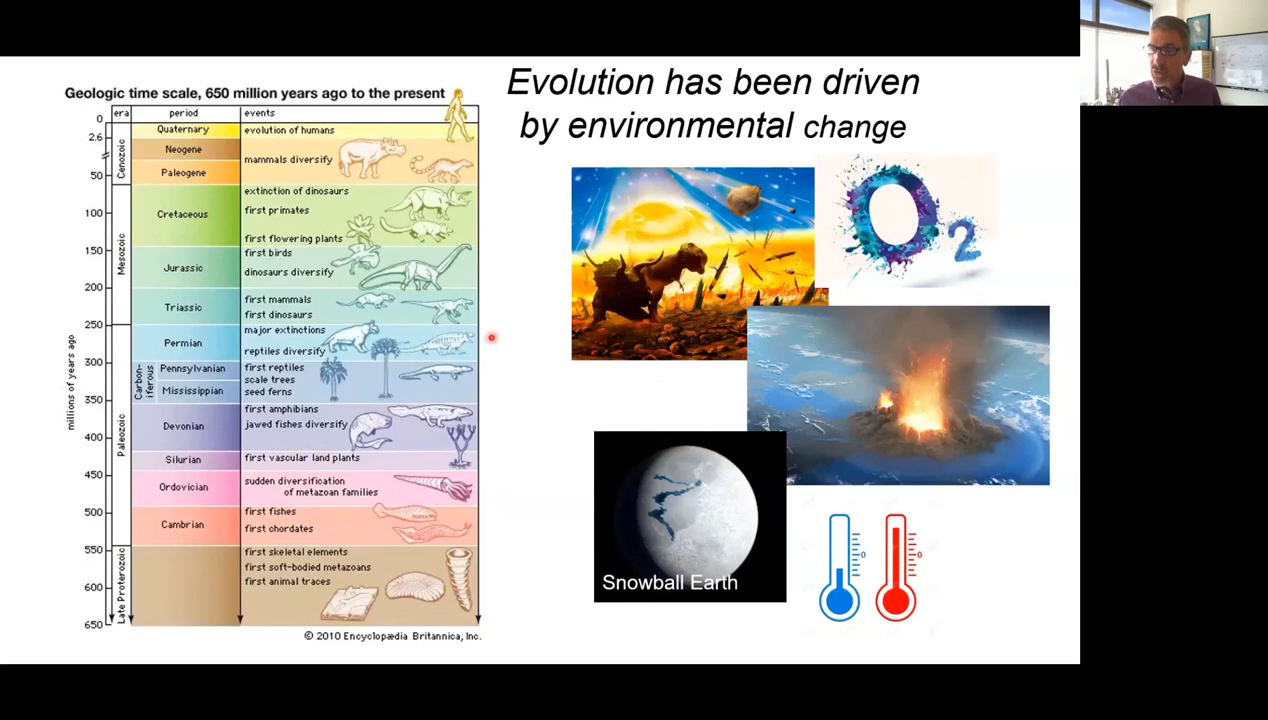 Geologic time scale, 650 million years ago to the present
era period events
0
2.6
50
100
150
200
250
300
350
400
450
500
550
600
650
millions of years ago
Cenozoic
Mesozoic
Paleozoic
Late Proterozoic
Quaternary evolution of humans
Neogene
mammals diversify
Paleogene
extinction of dinosaurs
Cretaceous first primates
first flowering plants
first birds
Jurassic dinosaurs diversify
first mammals
Triassic
first dinosaurs
major extinctions
Permian
reptiles diversify
Carbon-
iferous
Pennsylvanian first reptiles
scale trees
Mississippian seed ferns
first amphibians
Devonian jawed fishes diversify
Silurian first vascular land plants
Ordovician sudden diversification
of metazoan families
first fishes
Cambrian first chordates
first skeletal elements
first soft-bodied metazoans
first animal traces
© 2010 Encyclopædia Britannica, Inc.
Evolution has been driven
by environmental change
O2
Snowball Earth
0 0